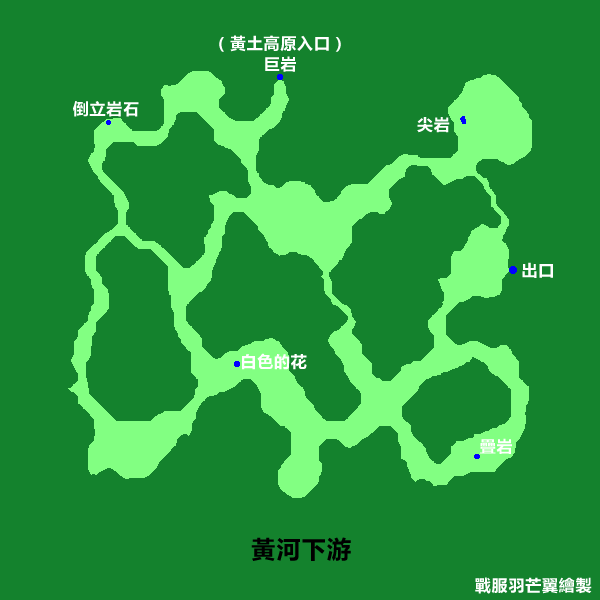 （黃土高原入口）
巨岩
倒立岩石
尖岩
出口
白色的花
疊岩
黃河下游
戰服羽芒翼繪製